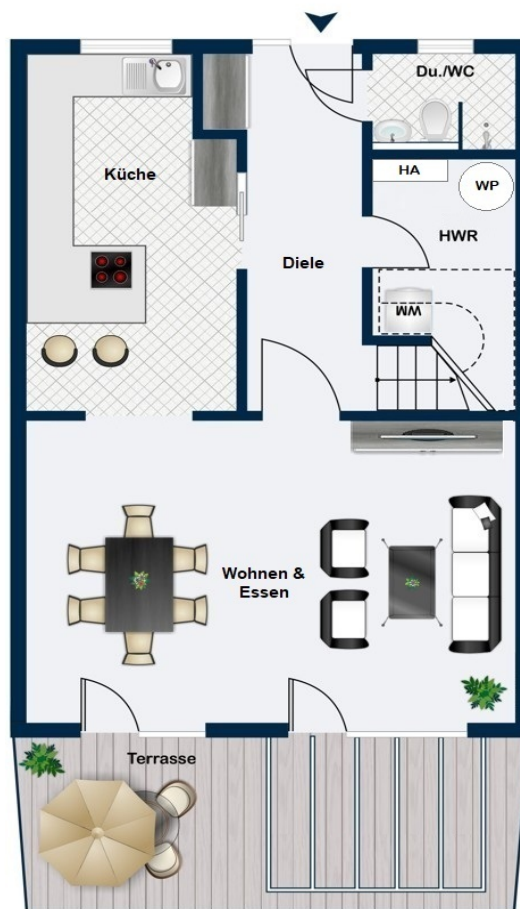 Du./WC
Küche
HA
WP
HWR
Diele
WM
Wohnen &
Essen
Terrasse